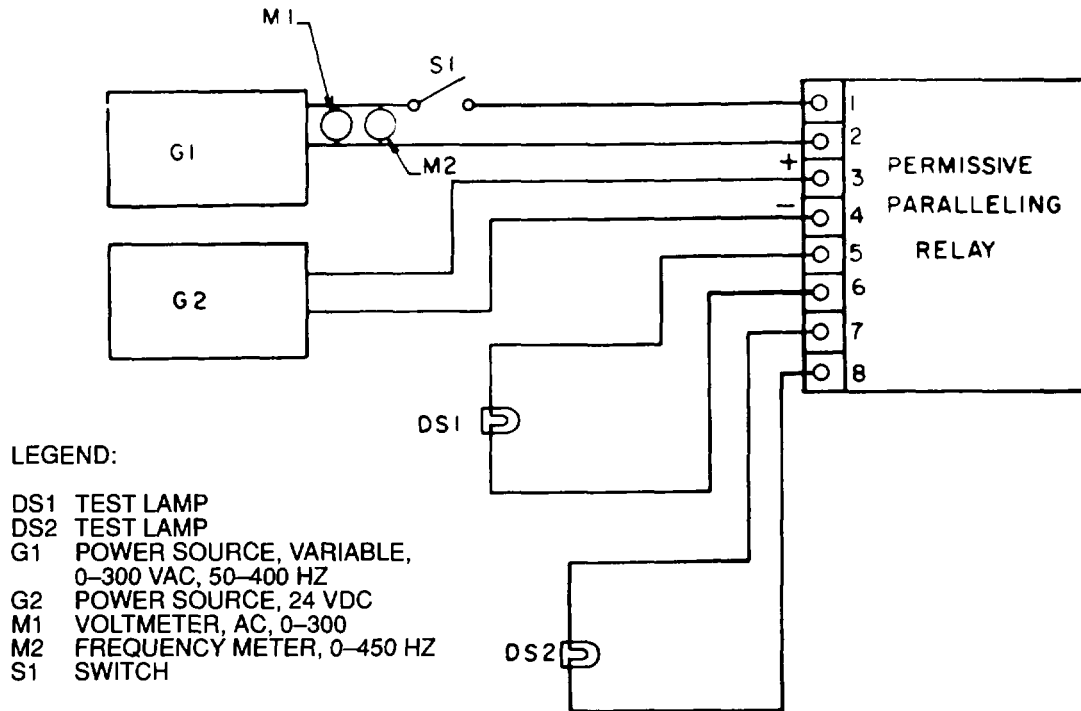 M1
S1
G1
M2
+
-
G2
1
2
3
4
5
6
7
8
PERMISSIVE
PARALLELING
RELAY
DS1
DS2
LEGEND:
DS1 TEST LAMP
DS2 TEST LAMP
G1 POWER SOURCE, VARIABLE,
0–300 VAC, 50–400 HZ
G2 POWER SOURCE, 24 VDC
M1 VOLTMETER, AC, 0–300
M2 FREQUENCY METER, 0–450 HZ
S1 SWITCH